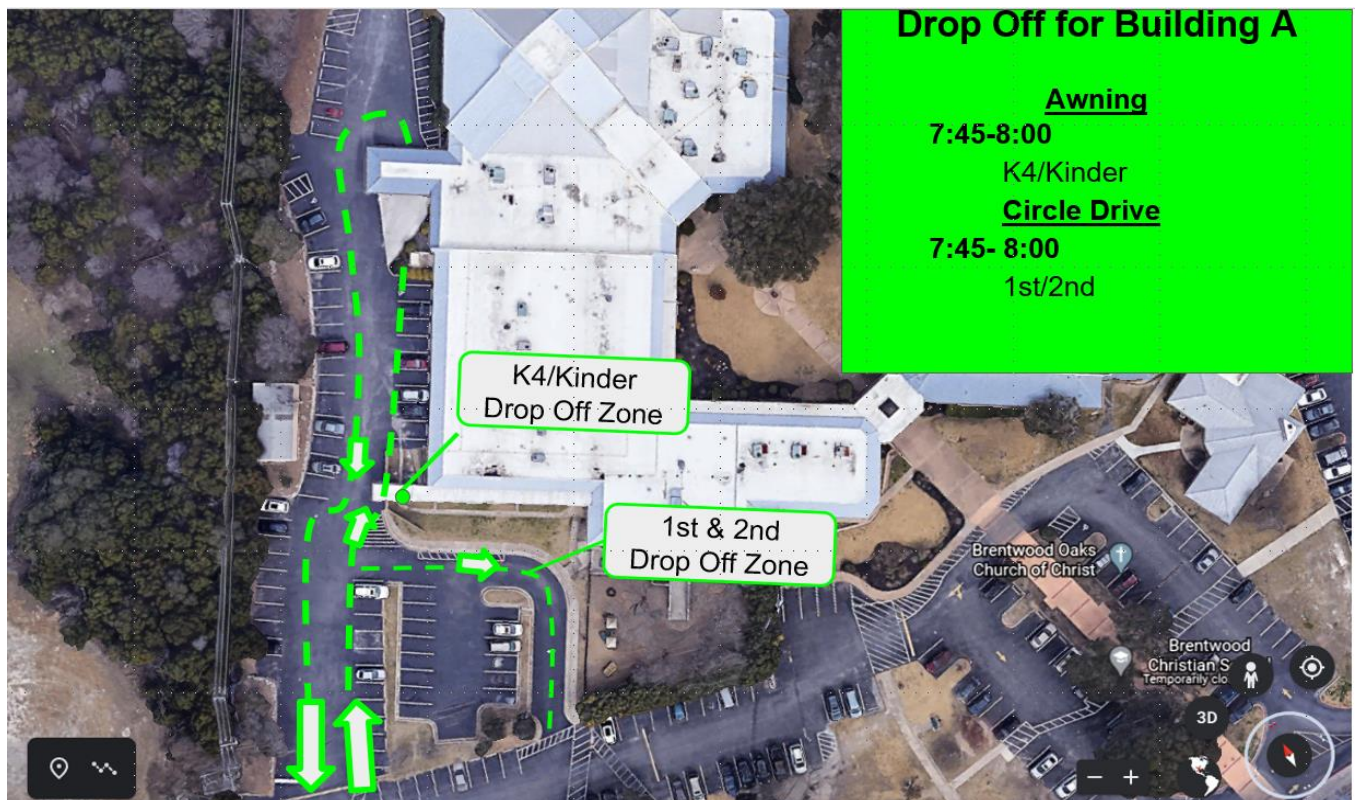 Drop Off for Building A
Awning
7:45-8:00
K4/Kinder
Circle Drive
7:45- 8:00
1st/2nd
K4/Kinder
Drop Off Zone
1st & 2nd
Drop Off Zone
Brentwood Oaks
Church of Christ
Brentwood
Christian S
Temporarily clo
3D